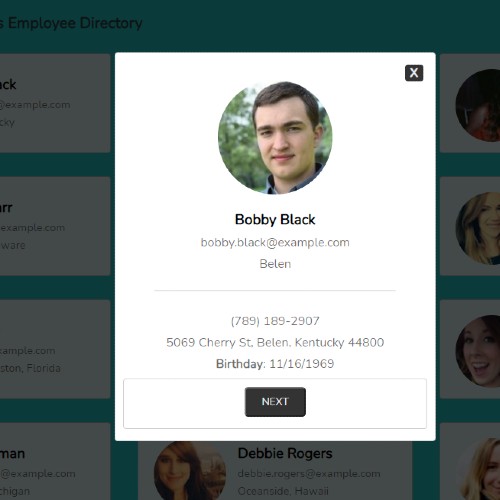 s Employee Directory
X
ack
@example.com
cky
Bobby Black
bobby.black@example.com
Belen
arr
@example.com
ware
(789) 189-2907
5069 Cherry St, Belen, Kentucky 44800
Birthday: 11/16/1969
xample.com
ston, Florida
NEXT
man
@example.com
chigan
Debbie Rogers
debbie.rogers@example.com
Oceanside, Hawaii